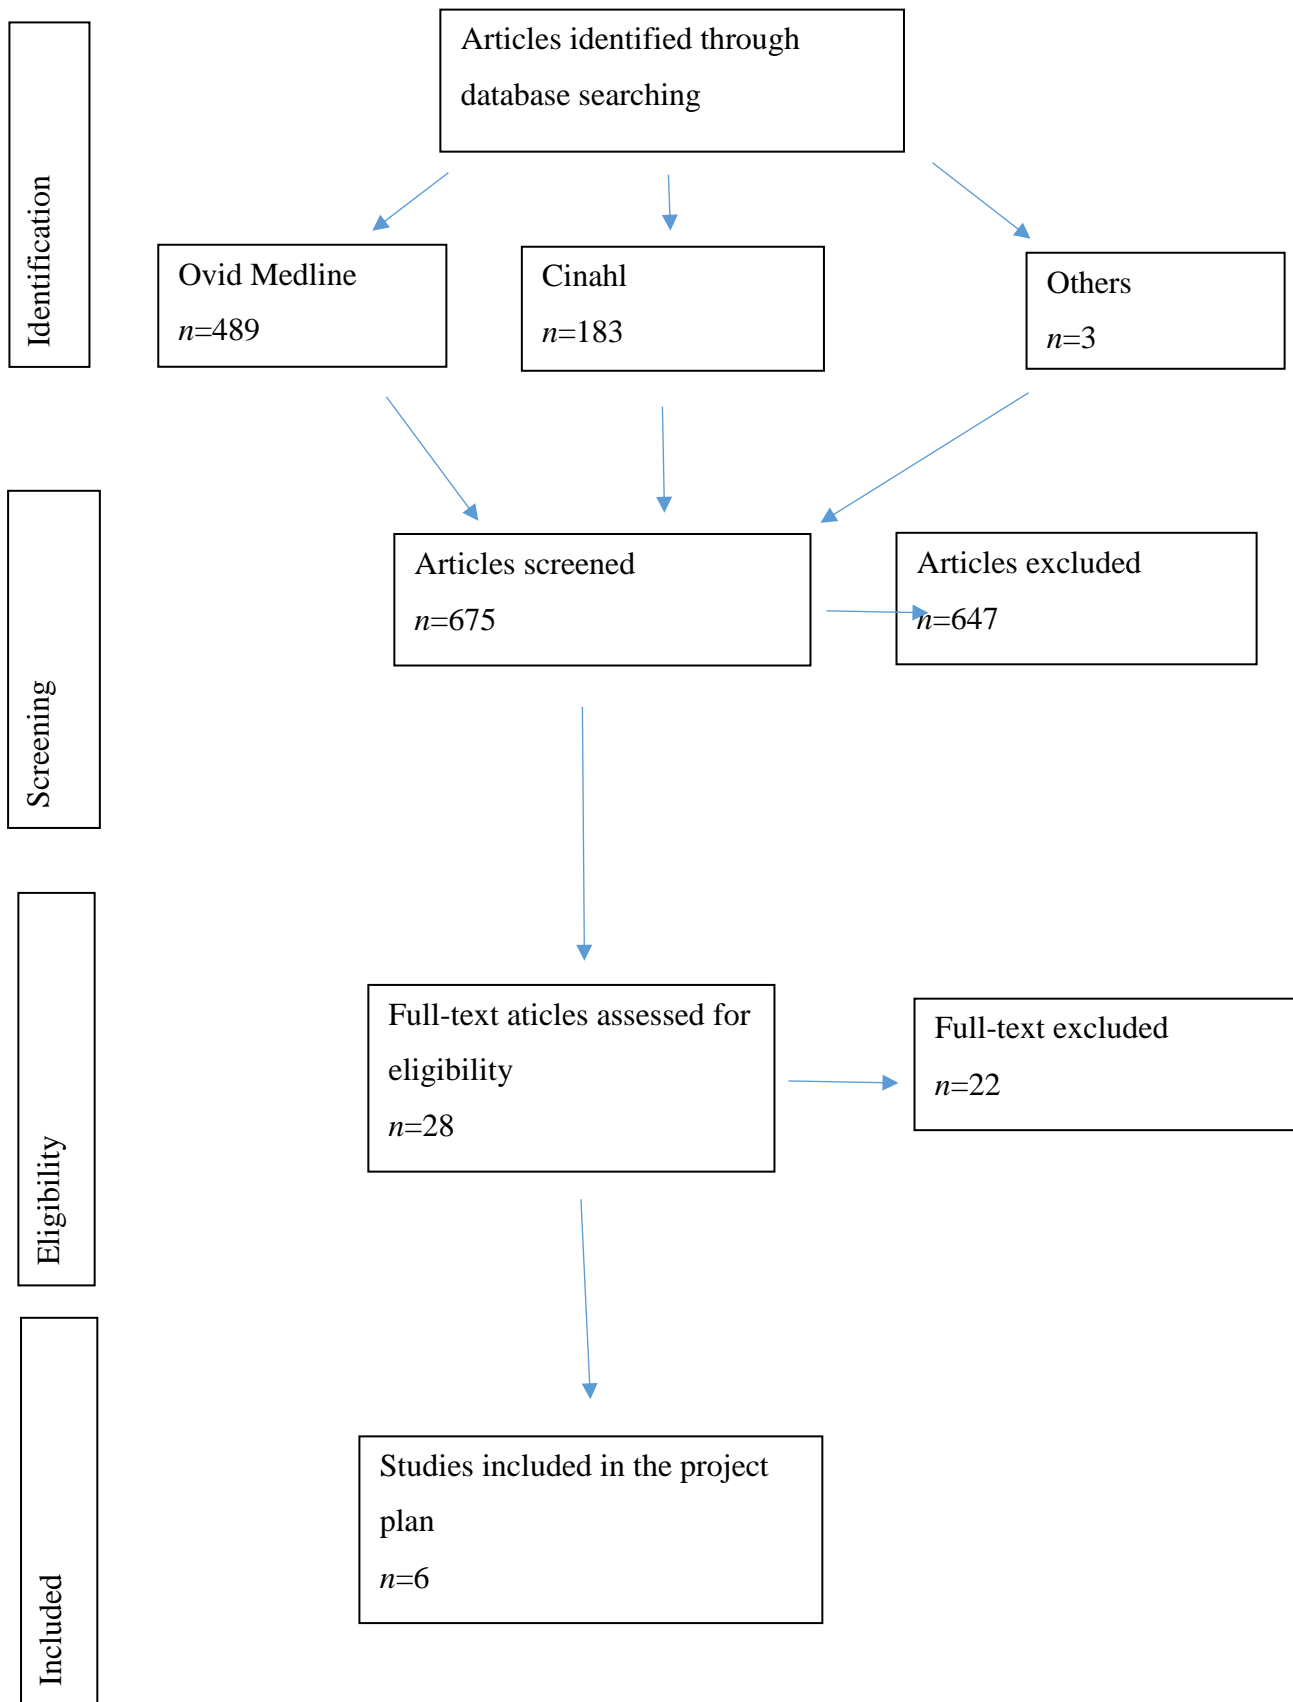 Identification
Articles identified through
database searching
Ovid Medline
n=489
Cinahl
n=183
Others
n=3
Screening
Articles screened
n=675
Articles excluded
n=647
Eligibility
Full-text aticles assessed for
eligibility
n=28
Full-text excluded
n=22
Included
Studies included in the project
plan
n=6